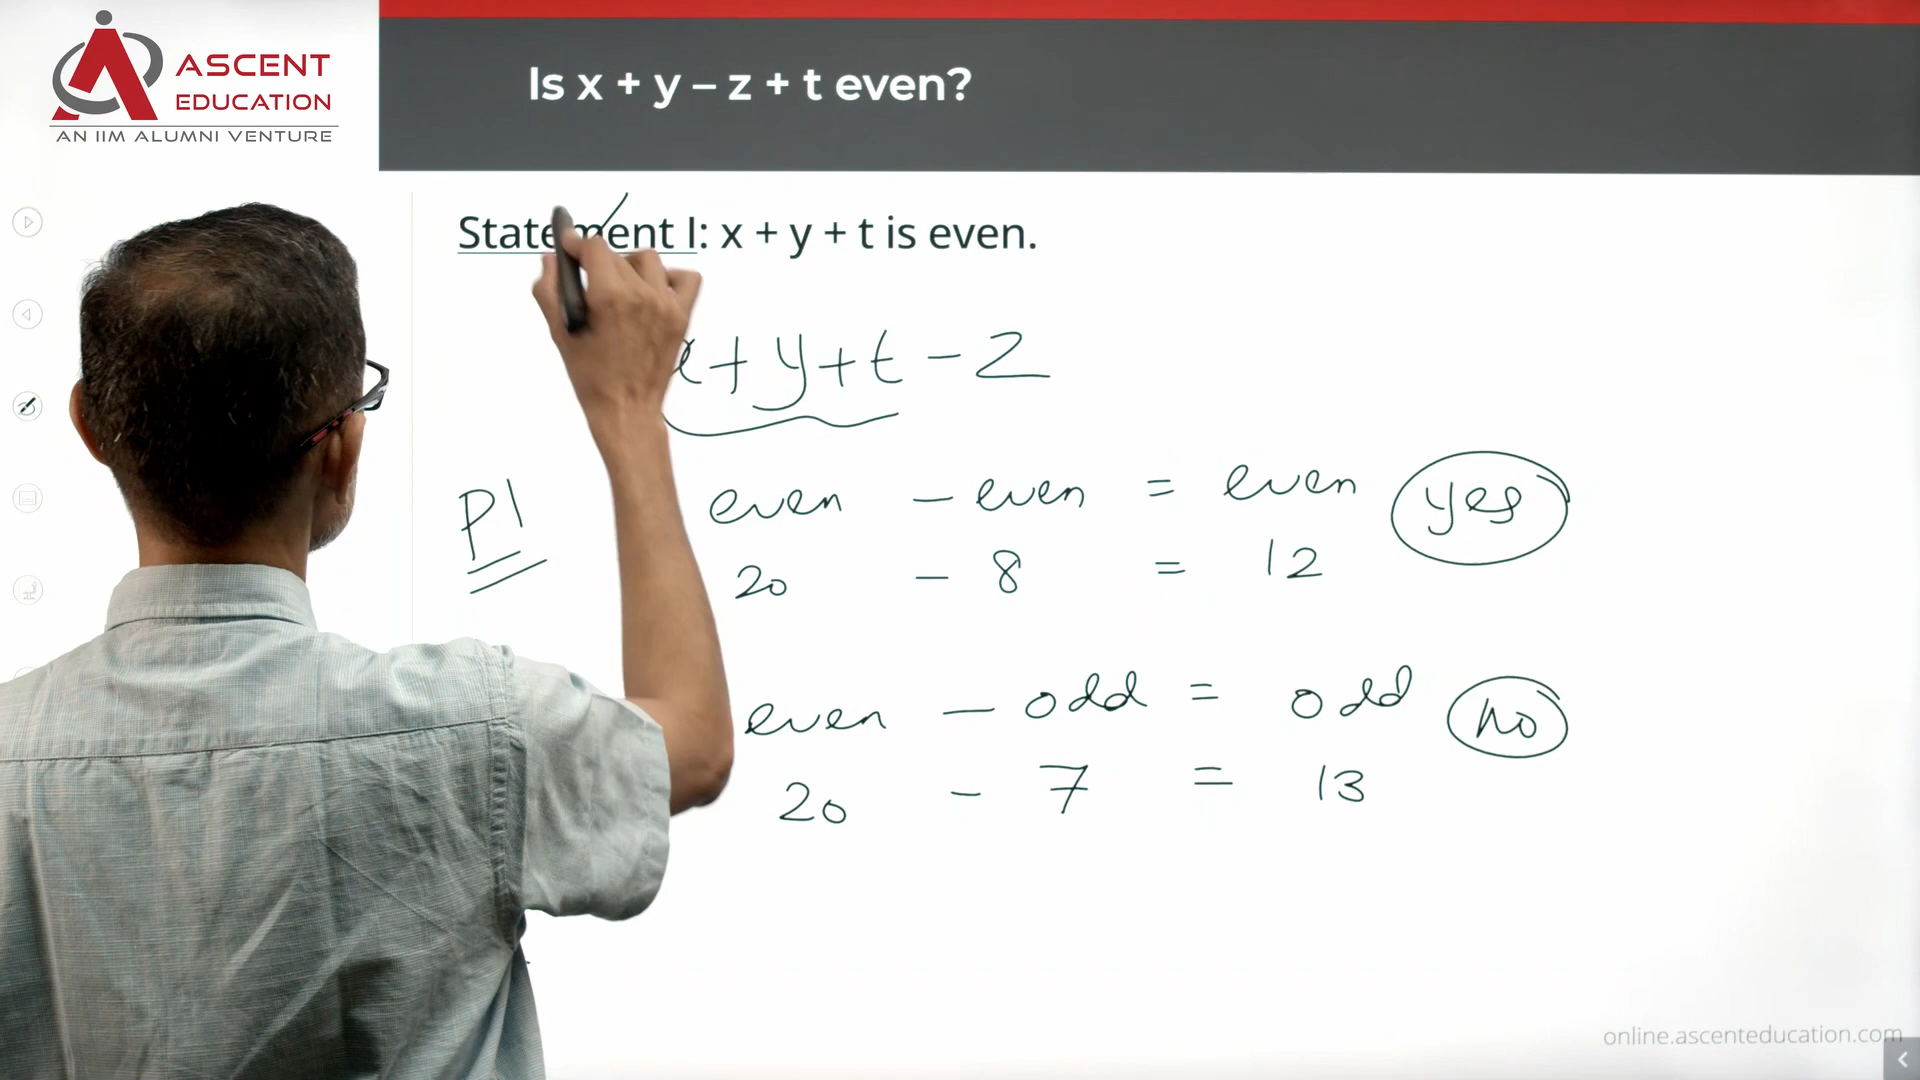 ASCENT
EDUCATION
AN IIM ALUMNI VENTURE
Is x + y – z + t even?
Statement I: x + y + t is even.
x + y + t - z
P1
even - even = even yes
20 - 8 = 12
even - odd = odd no
20 - 7 = 13
online.ascenteducation.com